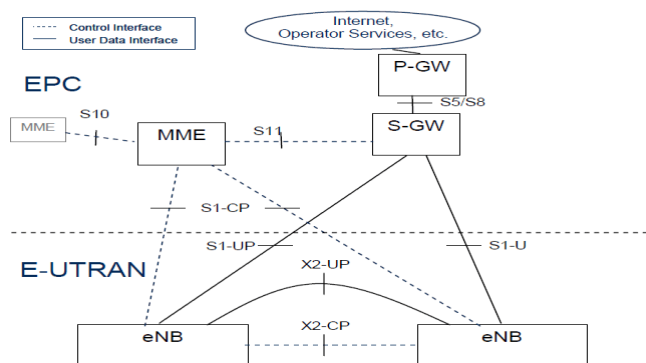 Internet,
Operator Services, etc.
Control Interface
User Data Interface
P-GW
EPC
S5/S8
S10
MME
MME
S11
S-GW
S1-CP
S1-UP
S1-U
E-UTRAN
X2-UP
eNB
X2-CP
eNB